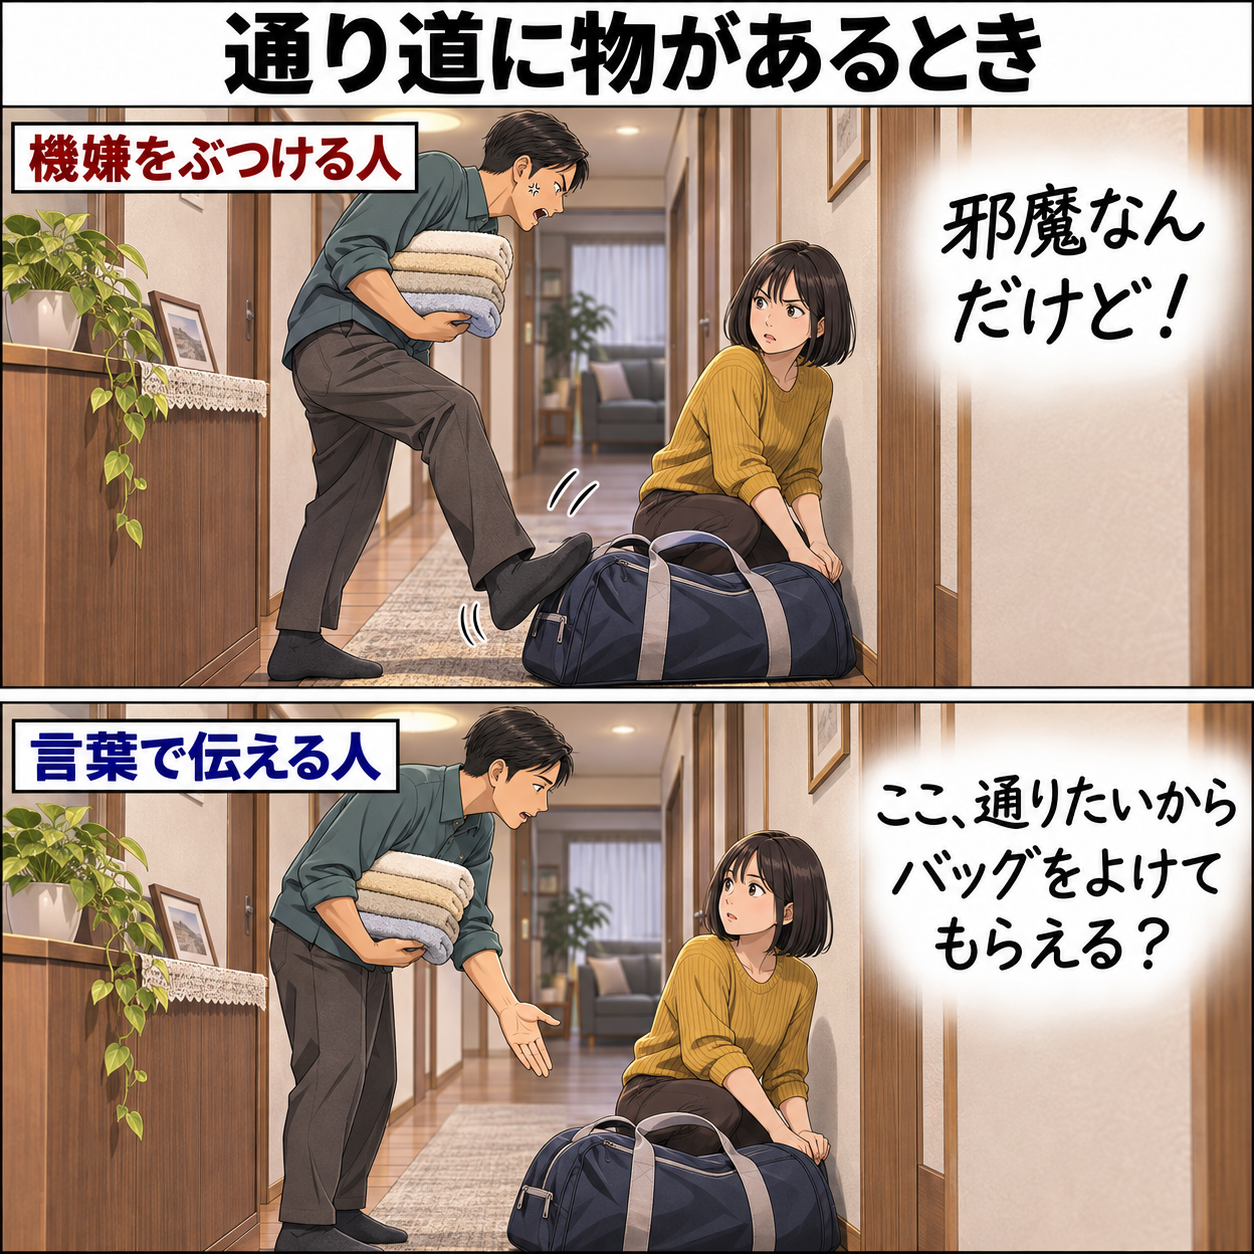 通り道に物があるとき
機嫌をぶつける人
邪魔なん
だけど!
言葉で伝える人
ここ、通りたいから
バッグをよけて
もらえる?